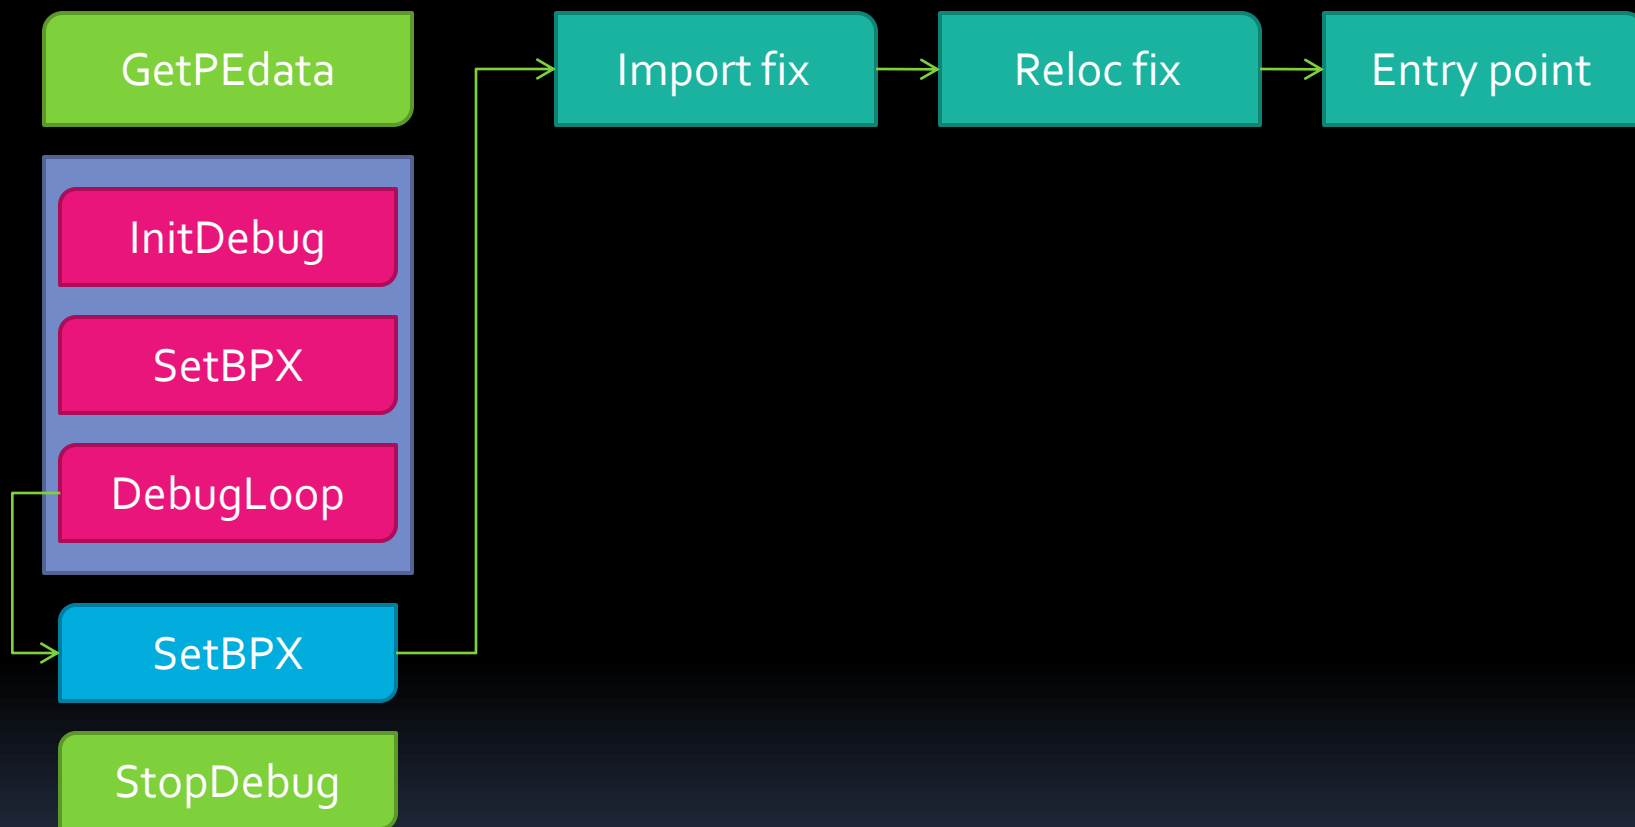 GetPEdata
InitDebug
SetBPX
DebugLoop
SetBPX
StopDebug
Import fix
Reloc fix
Entry point